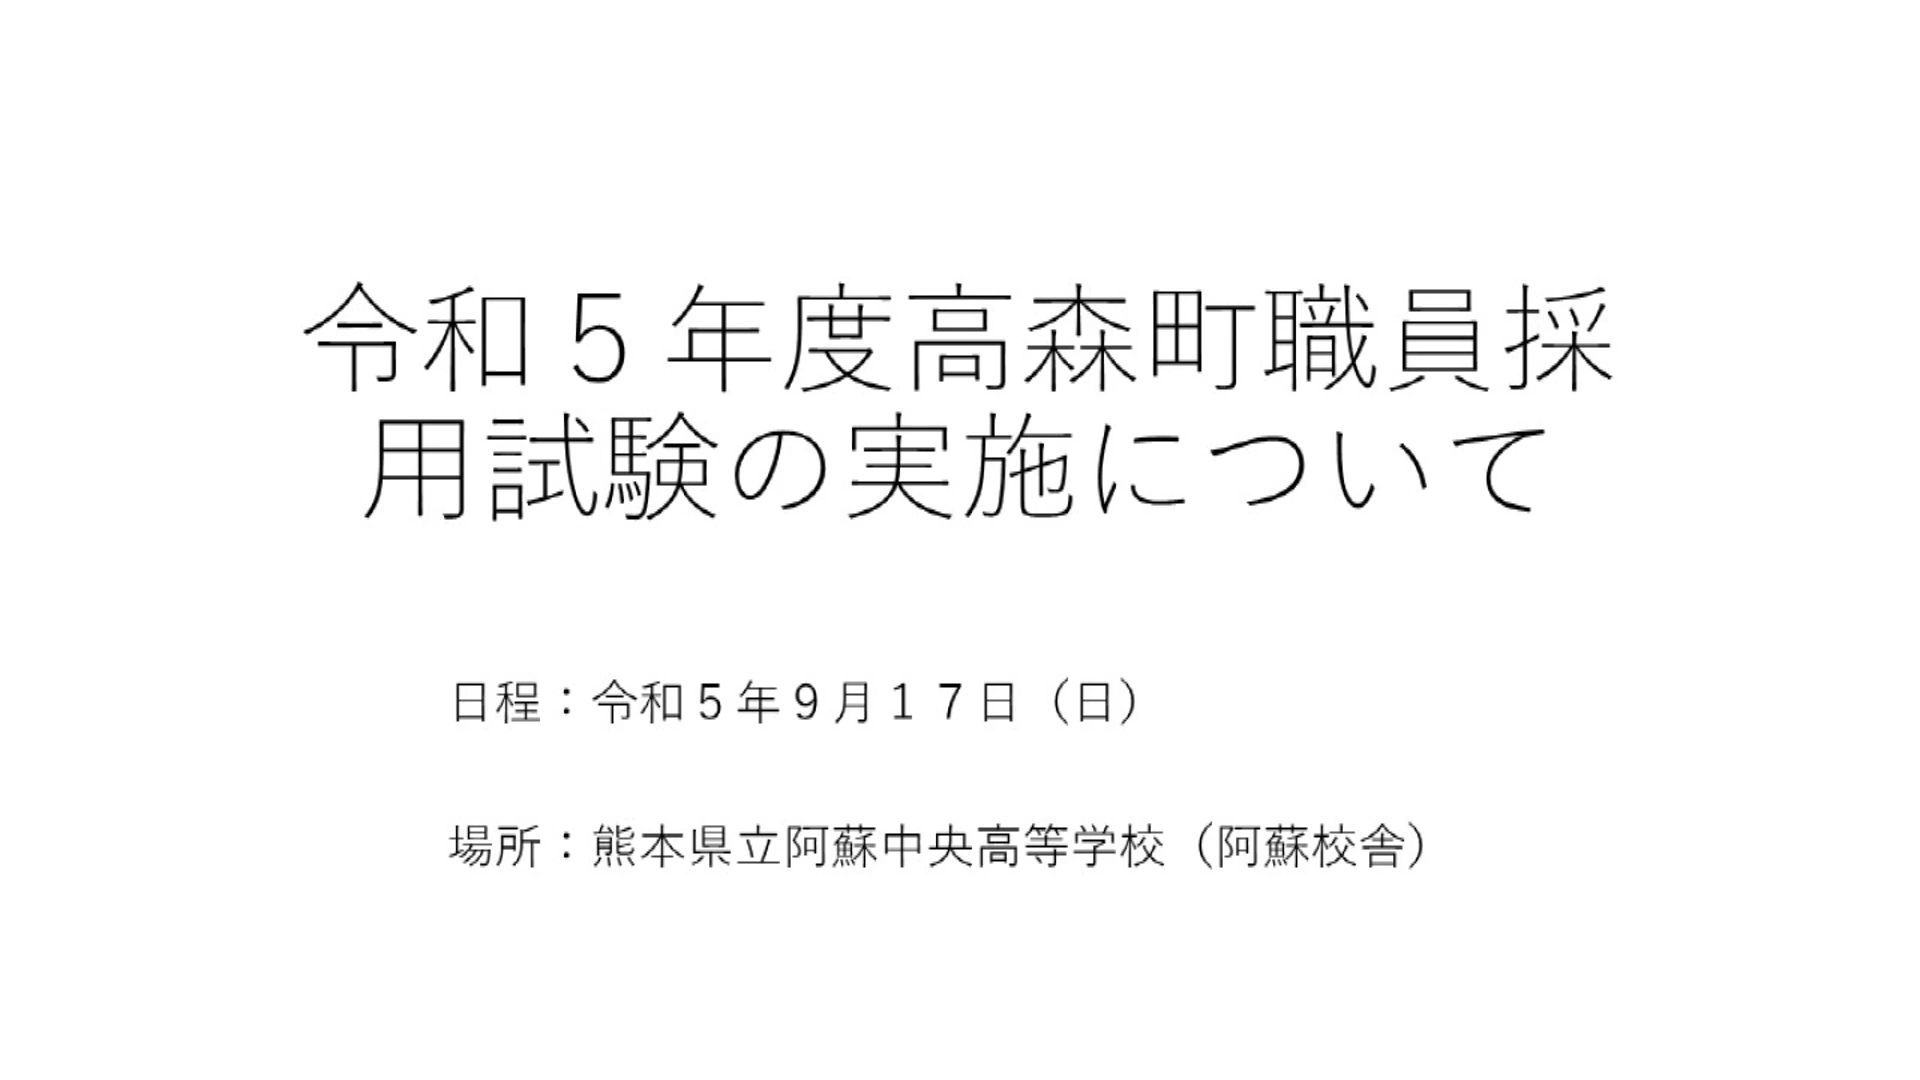 令和５年度高森町職員採
用試験の実施について
日程：令和５年９月１７日（日）
場所：熊本県立阿蘇中央高等学校（阿蘇校舎）